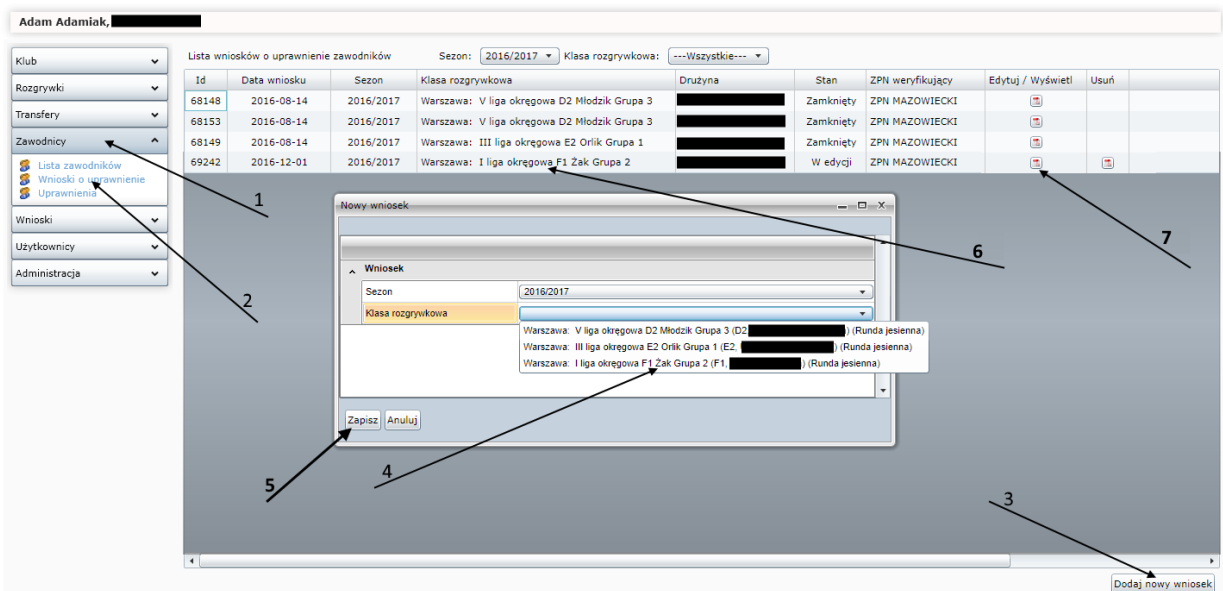 Adam Adamiak,
Klub
Rozgrywki
Transfery
Zawodnicy
Lista zawodników
Wnioski o uprawnienie
Uprawnienia
Wnioski
Użytkownicy
Administracja
Lista wniosków o uprawnienie zawodników Sezon: 2016/2017 Klasa rozgrywkowa: ---Wszystkie---
Id Data wniosku Sezon Klasa rozgrywkowa Drużyna Stan ZPN weryfikujący Edytuj / Wyświetl Usuń
68148 2016-08-14 2016/2017 Warszawa: V liga okręgowa D2 Młodzik Grupa 3 Zamknięty ZPN MAZOWIECKI
68153 2016-08-14 2016/2017 Warszawa: V liga okręgowa D2 Młodzik Grupa 3 Zamknięty ZPN MAZOWIECKI
68149 2016-08-14 2016/2017 Warszawa: III liga okręgowa E2 Orlik Grupa 1 Zamknięty ZPN MAZOWIECKI
69242 2016-12-01 2016/2017 Warszawa: I liga okręgowa F1 Żak Grupa 2 W edycji ZPN MAZOWIECKI
1
2
Nowy wniosek
Wniosek
Sezon 2016/2017
Klasa rozgrywkowa
Warszawa: V liga okręgowa D2 Młodzik Grupa 3 (D2, ) (Runda jesienna)
Warszawa: III liga okręgowa E2 Orlik Grupa 1 (E2, ) (Runda jesienna)
Warszawa: I liga okręgowa F1 Żak Grupa 2 (F1, ) (Runda jesienna)
Zapisz Anuluj
6
7
4
5
3
Dodaj nowy wniosek